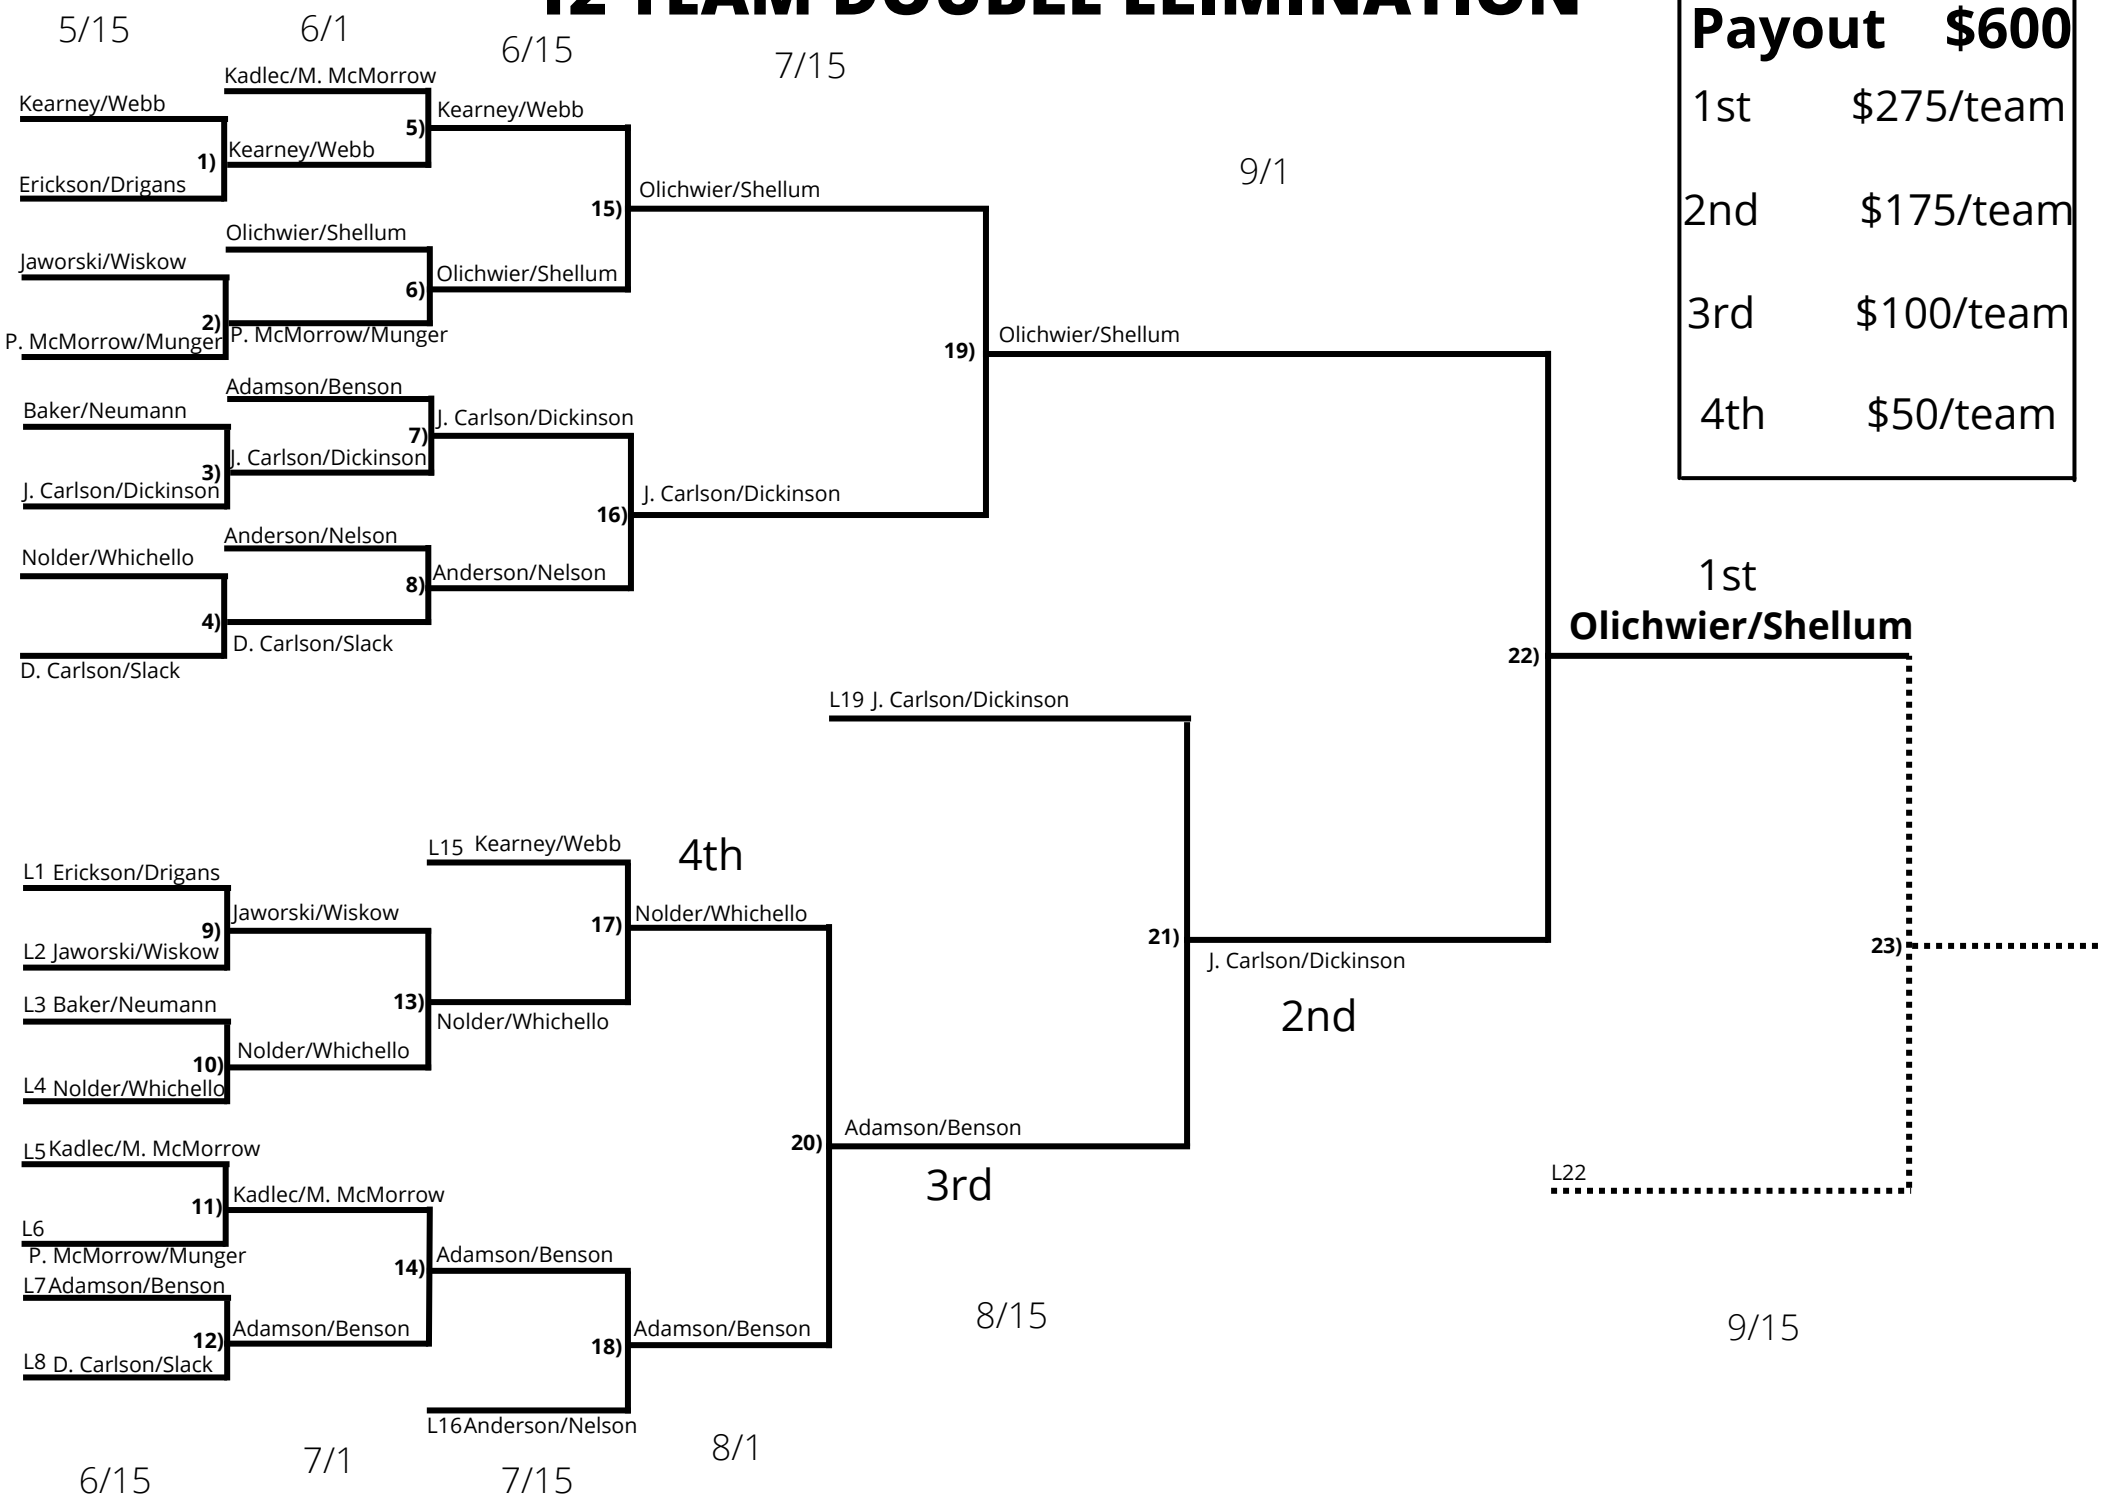 12 TEAM DOUBLE ELIMINATION
5/15
6/1
6/15
7/15
9/1
Payout $600
1st $275/team
2nd $175/team
3rd $100/team
4th $50/team
Kadlec/M. McMorrow
Kearney/Webb
Kearney/Webb
5)
1)
Kearney/Webb
Erickson/Drigans
Olichwier/Shellum
15)
Olichwier/Shellum
Jaworski/Wiskow
Olichwier/Shellum
6)
2)
P. McMorrow/Munger
P. McMorrow/Munger
Olichwier/Shellum
19)
Adamson/Benson
Baker/Neumann
J. Carlson/Dickinson
7)
J. Carlson/Dickinson
3)
J. Carlson/Dickinson
J. Carlson/Dickinson
16)
Anderson/Nelson
Nolder/Whichello
Anderson/Nelson
8)
4)
D. Carlson/Slack
D. Carlson/Slack
1st
Olichwier/Shellum
22)
L19 J. Carlson/Dickinson
L15 Kearney/Webb
4th
L1 Erickson/Drigans
Jaworski/Wiskow
9)
L2 Jaworski/Wiskow
17)
Nolder/Whichello
21)
J. Carlson/Dickinson
2nd
23)
L3 Baker/Neumann
13)
Nolder/Whichello
Nolder/Whichello
10)
L4 Nolder/Whichello
20)
Adamson/Benson
3rd
L5 Kadlec/M. McMorrow
Kadlec/M. McMorrow
11)
L6
P. McMorrow/Munger
L22
L7 Adamson/Benson
14)
Adamson/Benson
Adamson/Benson
12)
L8 D. Carlson/Slack
18)
Adamson/Benson
L16 Anderson/Nelson
8/15
9/15
6/15
7/1
7/15
8/1